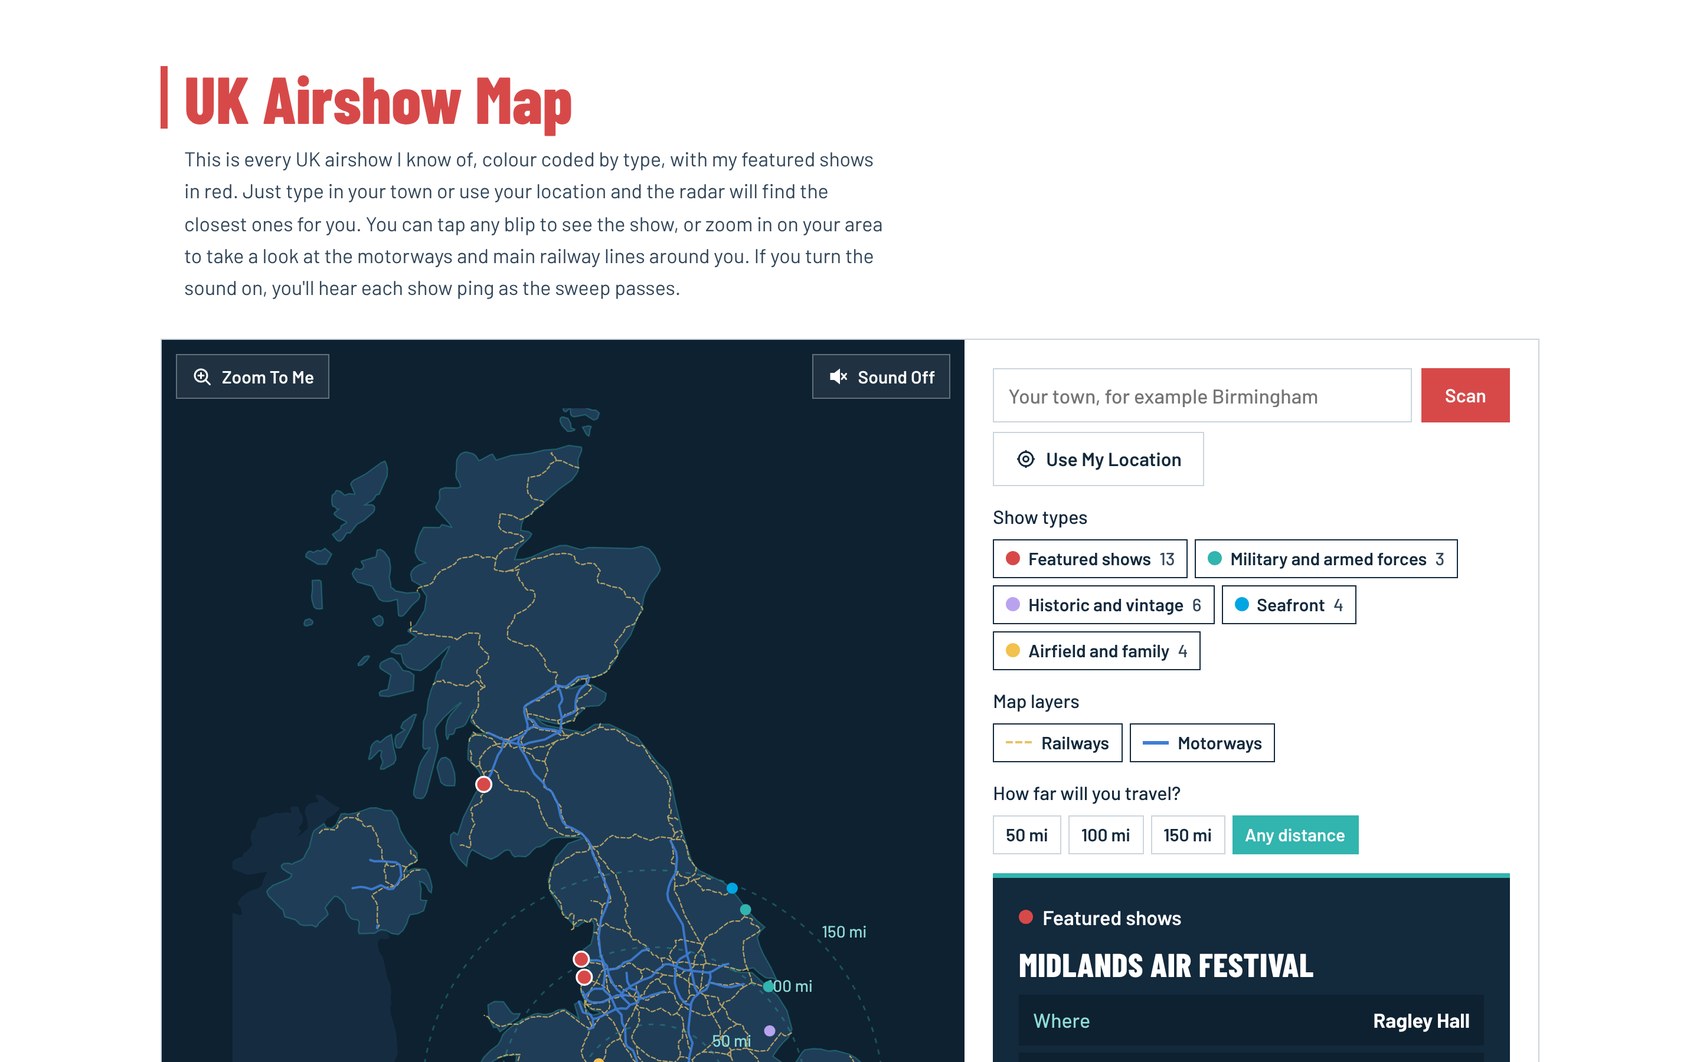 UK Airshow Map
This is every UK airshow I know of, colour coded by type, with my featured shows
in red. Just type in your town or use your location and the radar will find the
closest ones for you. You can tap any blip to see the show, or zoom in on your area
to take a look at the motorways and main railway lines around you. If you turn the
sound on, you'll hear each show ping as the sweep passes.
Zoom To Me
Sound Off
150 mi
100 mi
50 mi
Your town, for example Birmingham
Scan
Use My Location
Show types
Featured shows 13
Military and armed forces 3
Historic and vintage 6
Seafront 4
Airfield and family 4
Map layers
Railways
Motorways
How far will you travel?
50 mi
100 mi
150 mi
Any distance
Featured shows
MIDLANDS AIR FESTIVAL
Where
Ragley Hall